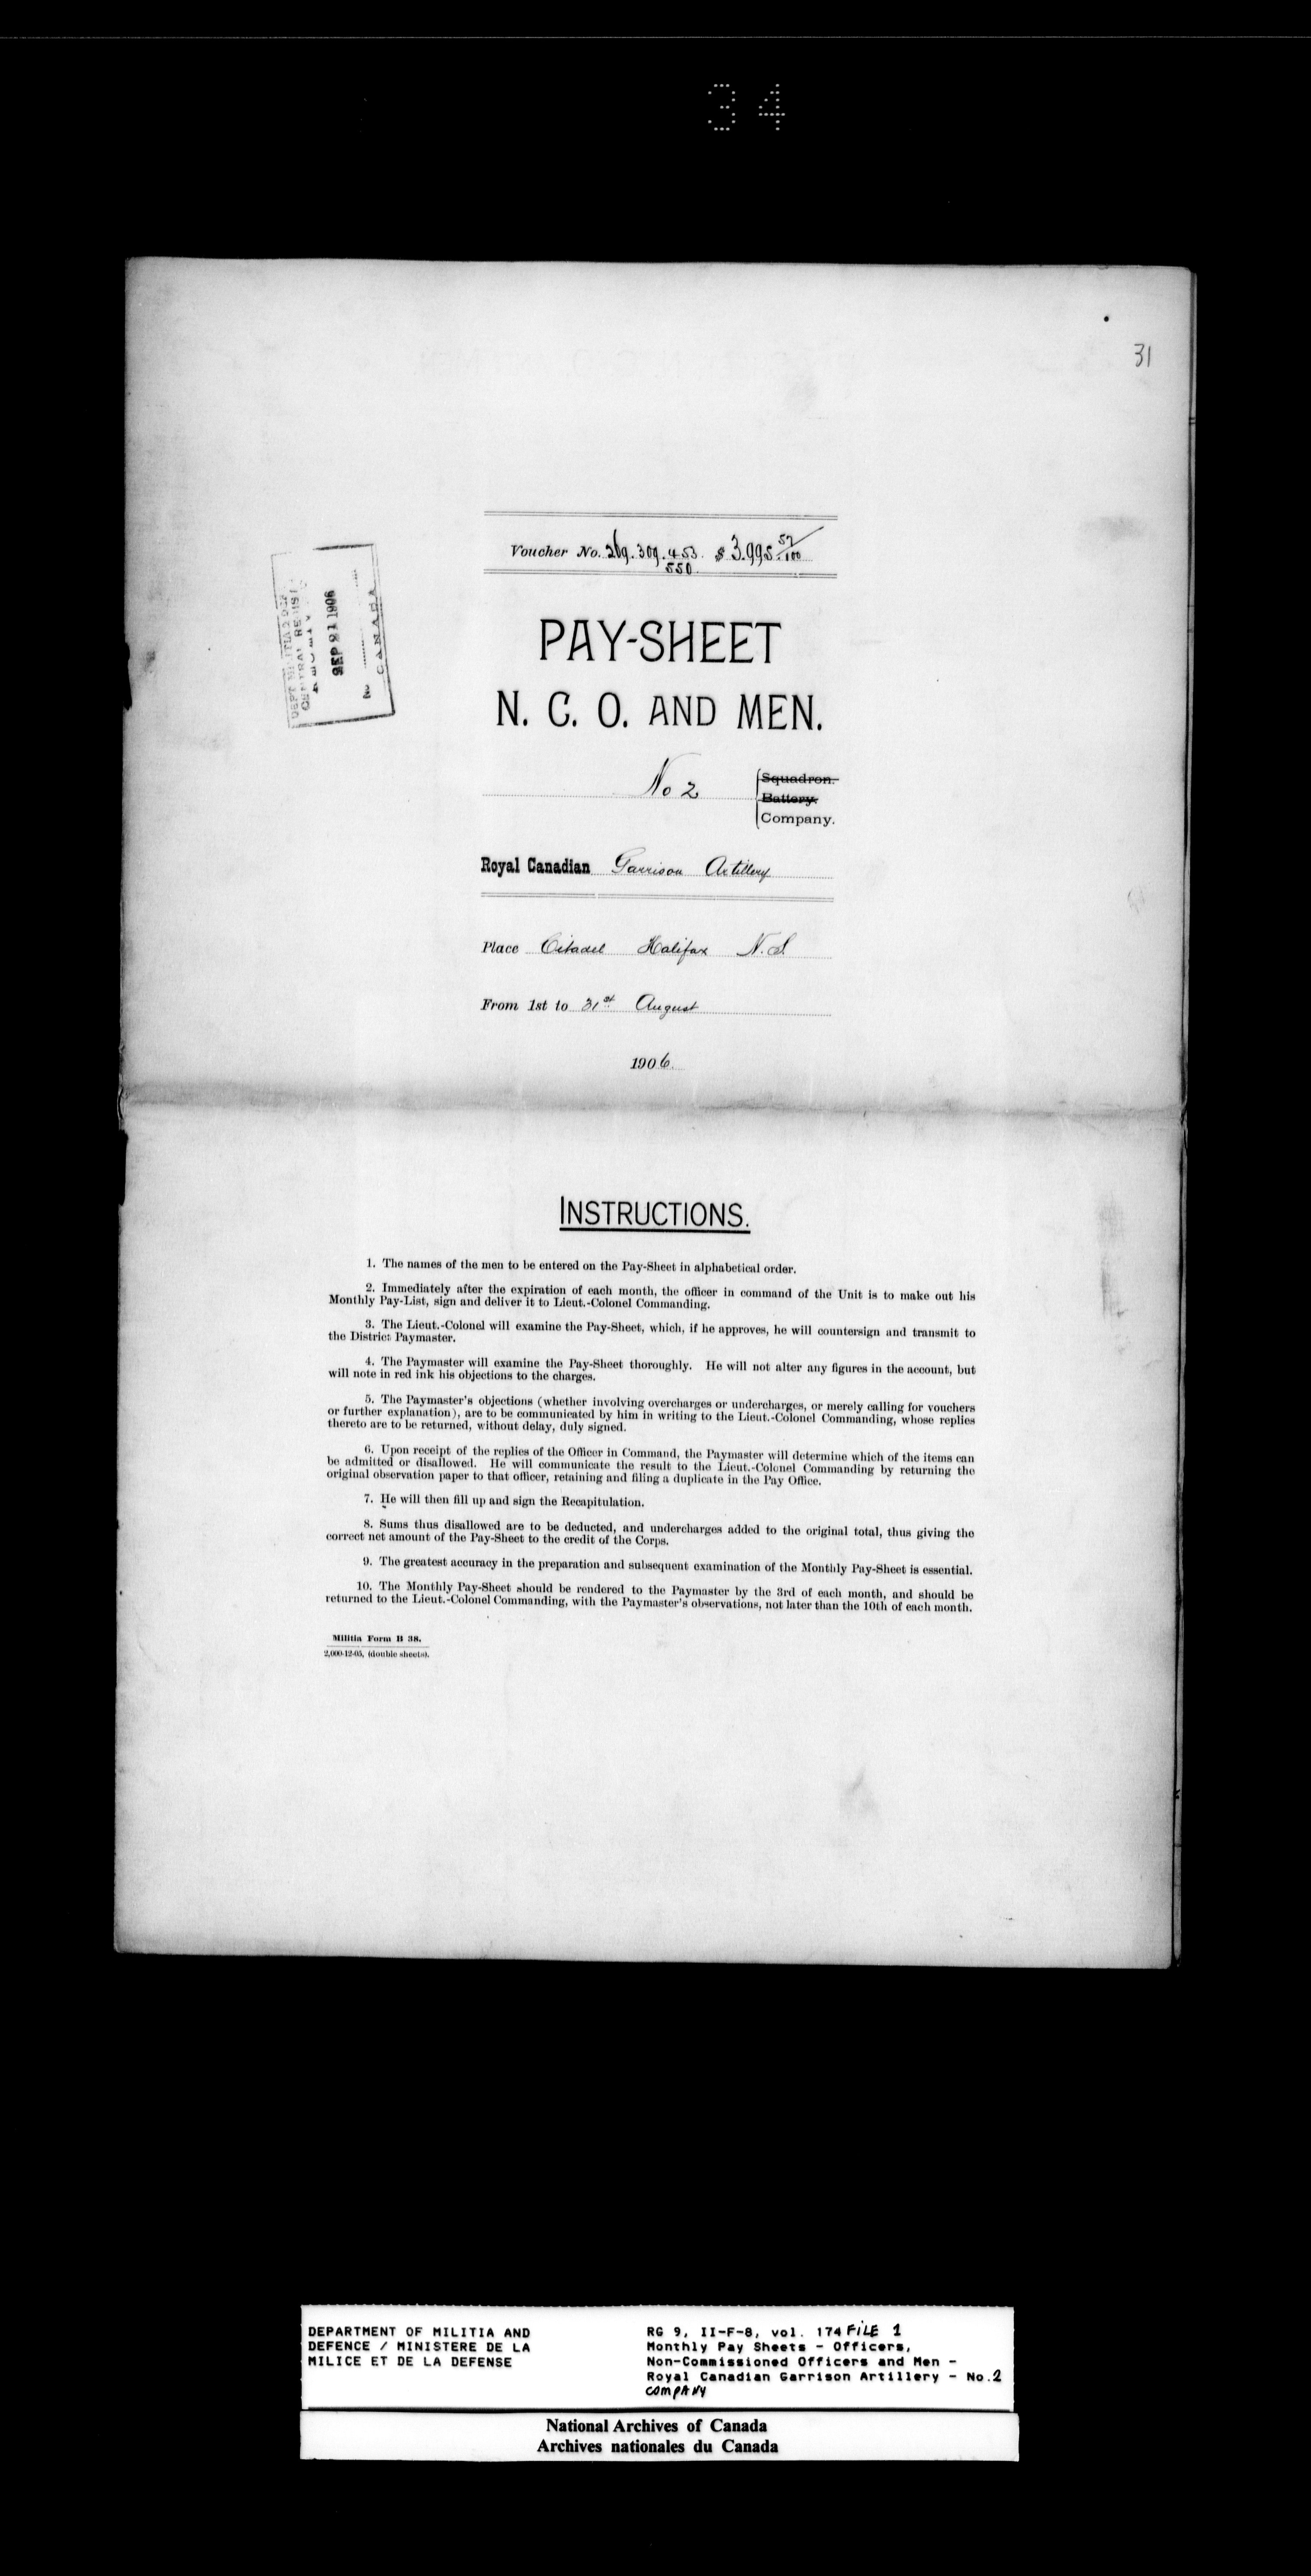 34
31
Voucher No. 269.309.453. $ 3.995 57/100
550
PAY-SHEET
N. C. O. AND MEN.
DEPT MILITIA & DEF
CENTRAL REGIST
SEP 21 1906
No
CANADA
No 2
Squadron.
Battery.
Company.
Royal Canadian Garrison Artillery
Place Citadel Halifax N.S
From 1st to 31st August
1906.
INSTRUCTIONS.
1. The names of the men to be entered on the Pay-Sheet in alphabetical order.
2. Immediately after the expiration of each month, the officer in command of the Unit is to make out his
Monthly Pay-List, sign and deliver it to Lieut.-Colonel Commanding.
3. The Lieut.-Colonel will examine the Pay-Sheet, which, if he approves, he will countersign and transmit to
the District Paymaster.
4. The Paymaster will examine the Pay-Sheet thoroughly. He will not alter any figures in the account, but
will note in red ink his objections to the charges.
5. The Paymaster's objections (whether involving overcharges or undercharges, or merely calling for vouchers
or further explanation), are to be communicated by him in writing to the Lieut.-Colonel Commanding, whose replies
thereto are to be returned, without delay, duly signed.
6. Upon receipt of the replies of the Officer in Command, the Paymaster will determine which of the items can
be admitted or disallowed. He will communicate the result to the Lieut.-Colonel Commanding by returning the
original observation paper to that officer, retaining and filing a duplicate in the Pay Office.
7. He will then fill up and sign the Recapitulation.
8. Sums thus disallowed are to be deducted, and undercharges added to the original total, thus giving the
correct net amount of the Pay-Sheet to the credit of the Corps.
9. The greatest accuracy in the preparation and subsequent examination of the Monthly Pay-Sheet is essential.
10. The Monthly Pay-Sheet should be rendered to the Paymaster by the 3rd of each month, and should be
returned to the Lieut.-Colonel Commanding, with the Paymaster's observations, not later than the 10th of each month.
Militia Form B 38.
2,000-12-05, (double sheets).
DEPARTMENT OF MILITIA AND
DEFENCE / MINISTERE DE LA
MILICE ET DE LA DEFENSE
RG 9, II-F-8, vol. 174 FILE 1
Monthly Pay Sheets - Officers,
Non-Commissioned Officers and Men -
Royal Canadian Garrison Artillery - No.2
COMPANY
National Archives of Canada
Archives nationales du Canada